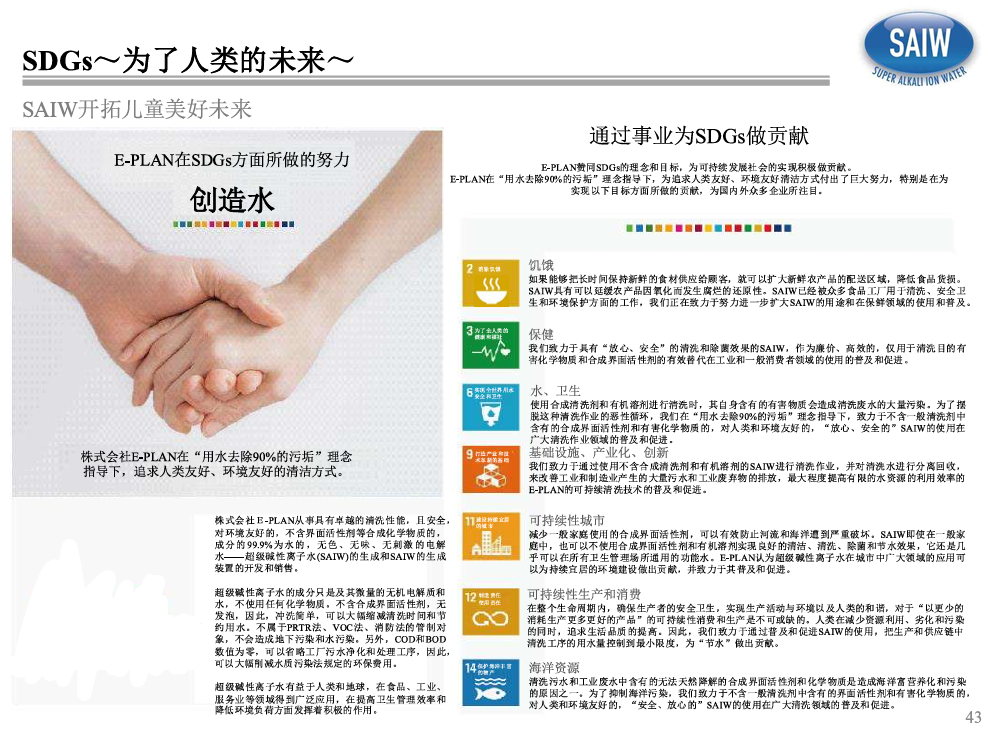 SDGs～为了人类的未来～
SAIW
SUPER ALKALI ION WATER
SAIW开拓儿童美好未来
E-PLAN在SDGs方面所做的努力
创造水
株式会社E-PLAN在“用水去除90%的污垢”理念
指导下，追求人类友好、环境友好的清洁方式。
株式会社Ｅ-PLAN从事具有卓越的清洗性能，且安全，
对环境友好的，不含界面活性剂等合成化学物质的，
成分的99.9%为水的，无色、无味、无刺激的电解
水——超级碱性离子水(SAIW)的生成和SAIW的生成
装置的开发和销售。
超级碱性离子水的成分只是及其微量的无机电解质和
水，不使用任何化学物质。不含合成界面活性剂，无
发泡，因此，冲洗简单，可以大幅缩减清洗时间和节
约用水。不属于PRTR法、VOC法、消防法的管制对
象，不会造成地下污染和水污染。另外，COD和BOD
数值为零，可以省略工厂污水净化和处理工序，因此，
可以大幅削减水质污染法规定的环保费用。
超级碱性离子水有益于人类和地球，在食品、工业、
服务业等领域得到广泛应用，在提高卫生管理效率和
降低环境负荷方面发挥着积极的作用。
通过事业为SDGs做贡献
E-PLAN赞同SDGs的理念和目标，为可持续发展社会的实现积极做贡献。
E-PLAN在“用水去除90%的污垢”理念指导下，为追求人类友好、环境友好清洁方式付出了巨大努力，特别是在为
实现以下目标方面所做的贡献，为国内外众多企业所注目。
2
饥饿
如果能够把长时间保持新鲜的食材供应给顾客，就可以扩大新鲜农产品的配送区域，降低食品货损。
SAIW具有可以延缓农产品因氧化而发生腐烂的还原性。SAIW已经被众多食品工厂用于清洗、安全卫
生和环境保护方面的工作，我们正在致力于努力进一步扩大SAIW的用途和在保鲜领域的使用和普及。
3
保健
我们致力于具有“放心、安全”的清洗和除菌效果的SAIW，作为廉价、高效的，仅用于清洗目的有
害化学物质和合成界面活性剂的有效替代在工业和一般消费者领域的使用的普及和促进。
6
水、卫生
使用合成清洗剂和有机溶剂进行清洗时，其自身含有的有害物质会造成清洗废水的大量污染。为了摆
脱这种清洗作业的恶性循环，我们在“用水去除90%的污垢”理念指导下，致力于不含一般清洗剂中
含有的合成界面活性剂和有害化学物质的，对人类和环境友好的，“放心、安全的”SAIW的使用在
广大清洗作业领域的普及和促进。
9
基础设施、产业化、创新
我们致力于通过使用不含合成清洗剂和有机溶剂的SAIW进行清洗作业，并对清洗水进行分离回收，
来改善工业和制造业产生的大量污水和工业废弃物的排放，最大程度提高有限的水资源的利用效率的
E-PLAN的可持续清洗技术的普及和促进。
11
可持续性城市
减少一般家庭使用的合成界面活性剂，可以有效防止河流和海洋遭到严重破坏。SAIW即使在一般家
庭中，也可以不使用合成界面活性剂和有机溶剂实现良好的清洁、清洗、除菌和节水效果，它还是几
乎可以在所有卫生管理场所通用的功能水。E-PLAN认为超级碱性离子水在城市中广大领域的应用可
以为持续宜居的环境建设做出贡献，并致力于其普及和促进。
12
可持续性生产和消费
在整个生命周期内，确保生产者的安全卫生，实现生产活动与环境以及人类的和谐，对于“以更少的
消耗生产更多更好的产品”的可持续性消费和生产是不可或缺的。人类在减少资源利用、劣化和污染
的同时，追求生活品质的提高。因此，我们致力于通过普及和促进SAIW的使用，把生产和供应链中
清洗工序的用水量控制到最小限度，为“节水”做出贡献。
14
海洋资源
清洗污水和工业废水中含有的无法天然降解的合成界面活性剂和化学物质是造成海洋富营养化和污染
的原因之一。为了抑制海洋污染，我们致力于不含一般清洗剂中含有的界面活性剂和有害化学物质的，
对人类和环境友好的，“安全、放心的”SAIW的使用在广大清洗领域的普及和促进。
43